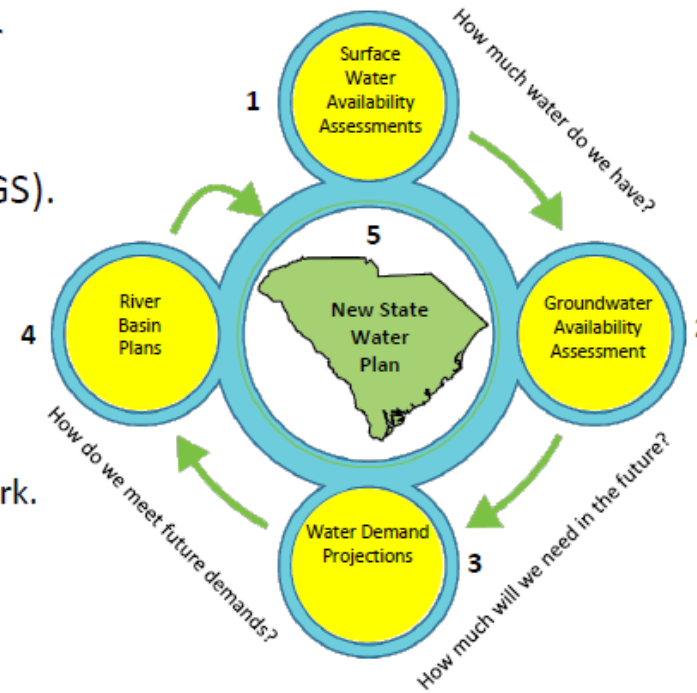 GS).
rk.
1
Surface
Water
Availability
Assessments
How much water do we have?
5
New State
Water
Plan
4
River
Basin
Plans
Groundwater
Availability
Assessment
How do we meet future demands?
Water Demand
Projections
3
How much will we need in the future?